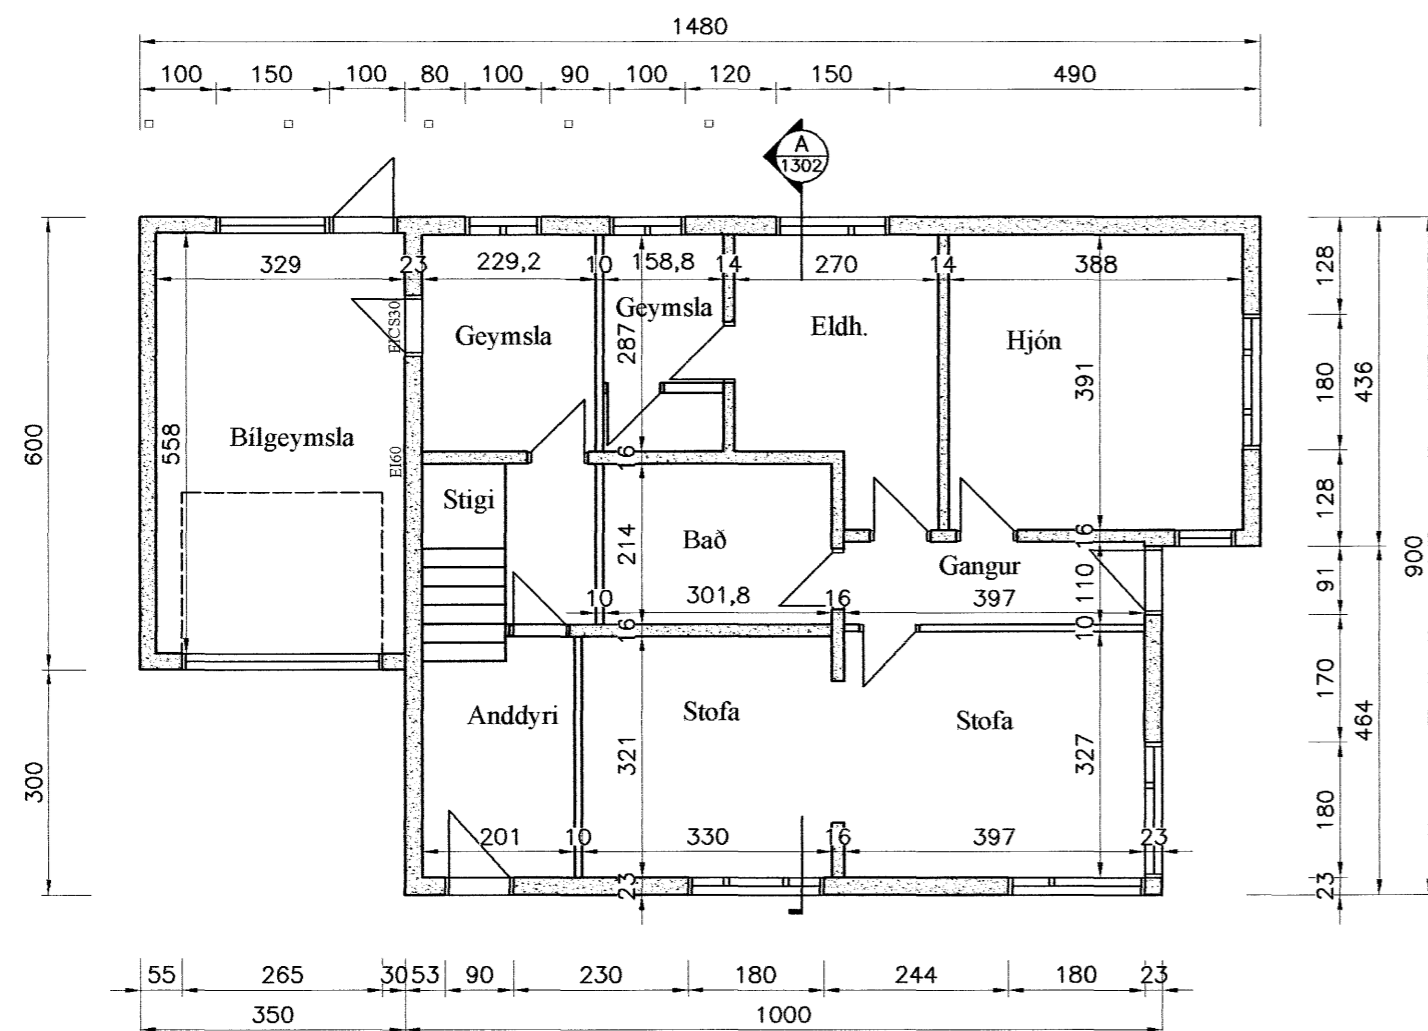 1480
100 150 100 80 100 90 100 120 150 490
A
1302
329 23 229,2 10 158,8 14 270 14 388
128
Geymsla
EICS30
Geymsla
287
Eldh.
Hjón
391
180
436
600
558
Bílgeymsla
EI60
16
Stigi
128
214
Bað
16
900
Gangur
110
91
10 301,8 16 397
16
10
170
Anddyri
Stofa
Stofa
464
321
327
300
180
201 10 330 16 397 23
23
23
55 265 30 53 90 230 180 244 180 23
350 1000